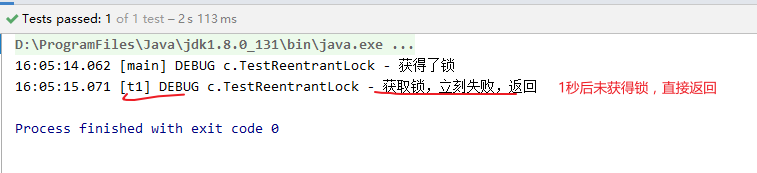 Tests passed: 1 of 1 test – 2 s 113 ms
D:\ProgramFiles\Java\jdk1.8.0_131\bin\java.exe ...
16:05:14.062 [main] DEBUG c.TestReentrantLock - 获得了锁
16:05:15.071 [t1] DEBUG c.TestReentrantLock - 获取锁，立刻失败，返回 1秒后未获得锁，直接返回
Process finished with exit code 0